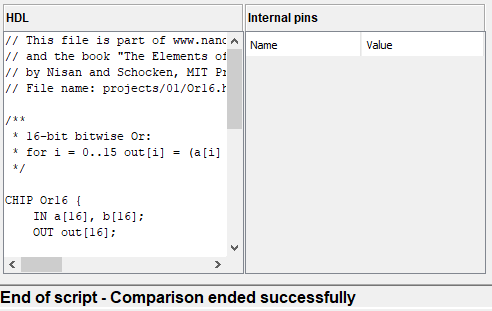 HDL
// This file is part of www.nand
// and the book "The Elements of
// by Nisan and Schocken, MIT Pr
// File name: projects/01/Or16.h
/**
* 16-bit bitwise Or:
* for i = 0..15 out[i] = (a[i]
*/
CHIP Or16 {
IN a[16], b[16];
OUT out[16];
Internal pins
Name Value
End of script - Comparison ended successfully